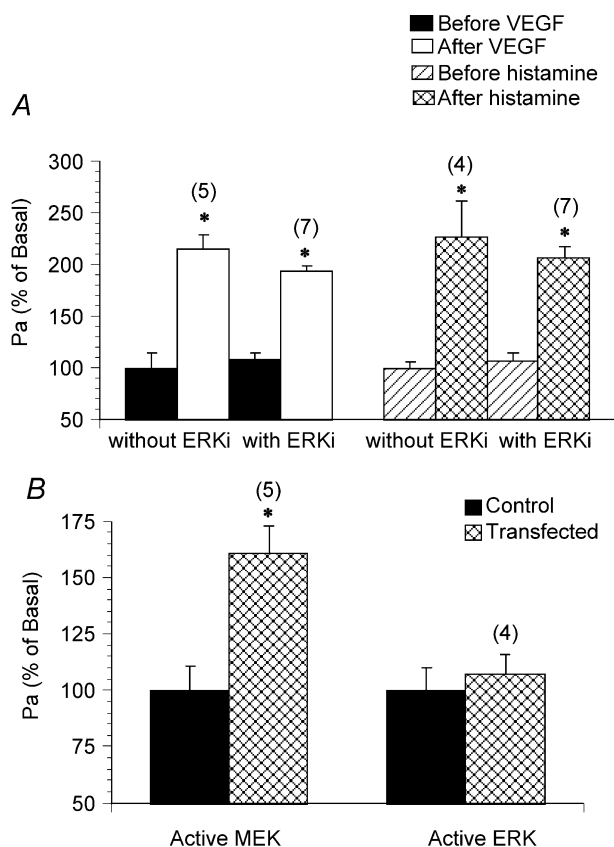 Before VEGF
After VEGF
Before histamine
After histamine
A
300
250
200
150
100
50
Pa (% of Basal)
(5)
*
(7)
*
(4)
*
(7)
*
without ERKi with ERKi without ERKi with ERKi
B
Control
Transfected
175
150
125
100
75
50
Pa (% of Basal)
(5)
*
(4)
Active MEK Active ERK